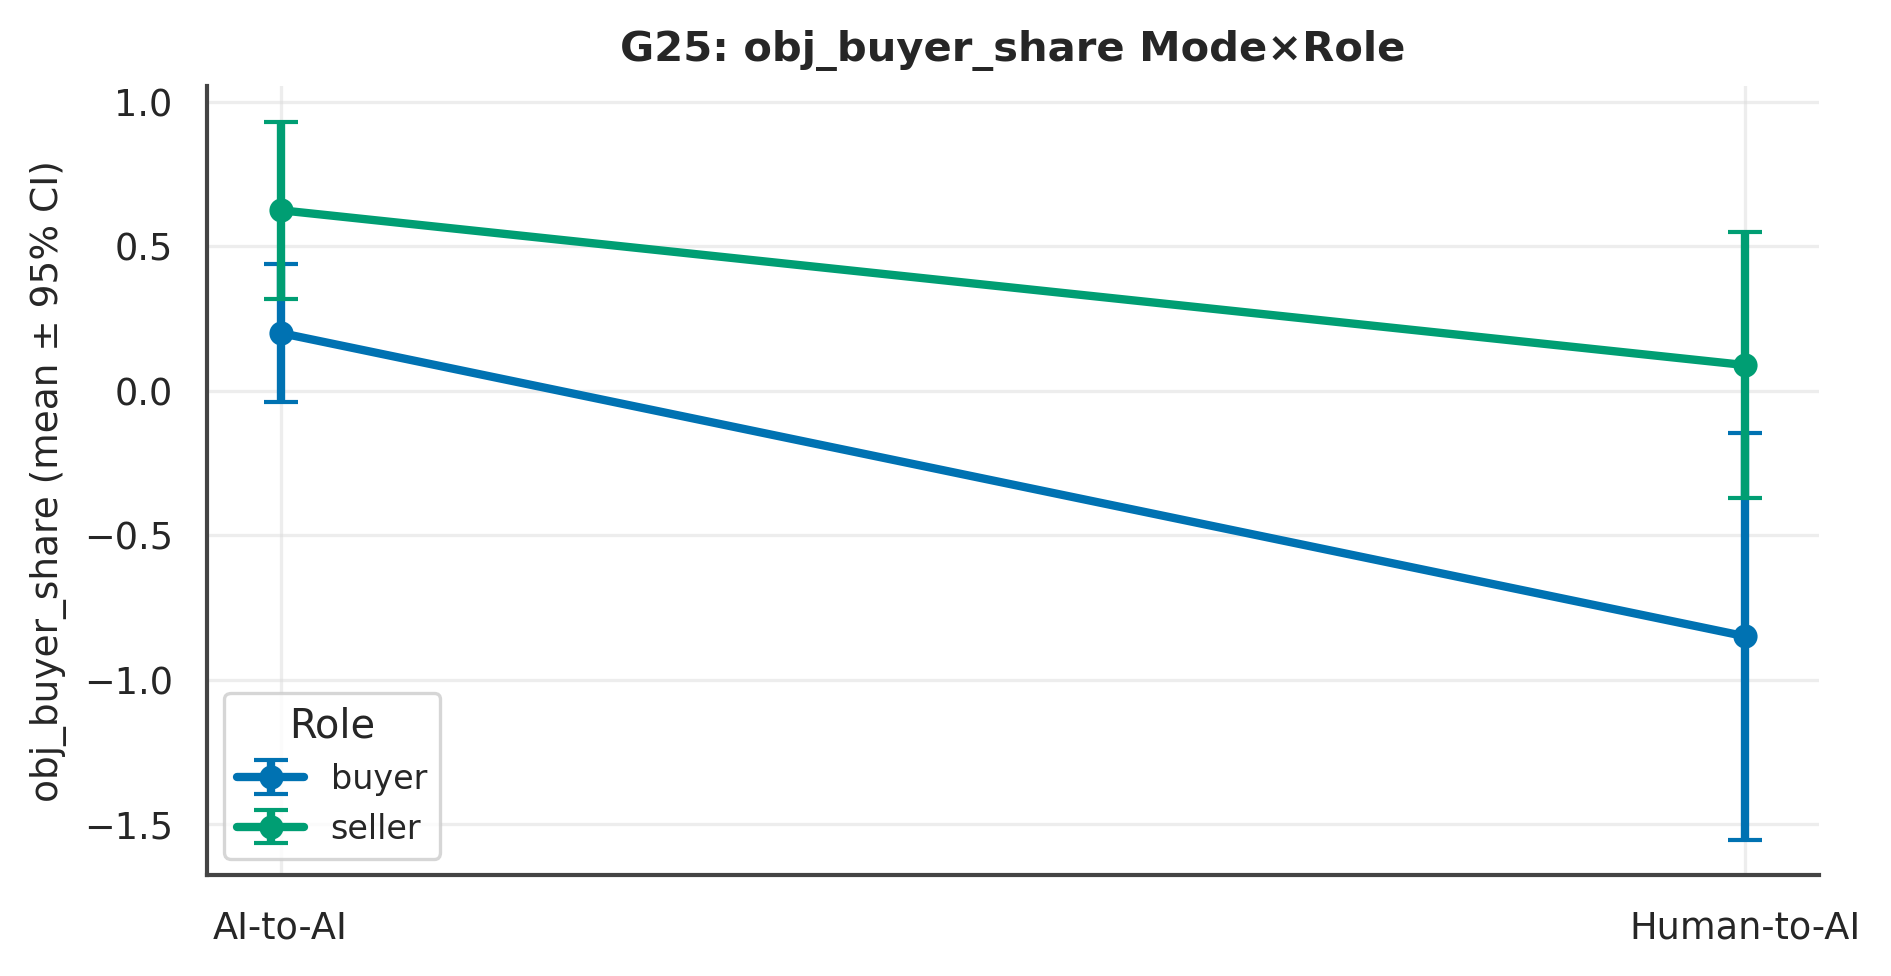 G25: obj_buyer_share Mode×Role
obj_buyer_share (mean ± 95% CI)
1.0
0.5
0.0
−0.5
−1.0
−1.5
Role
buyer
seller
AI-to-AI
Human-to-AI